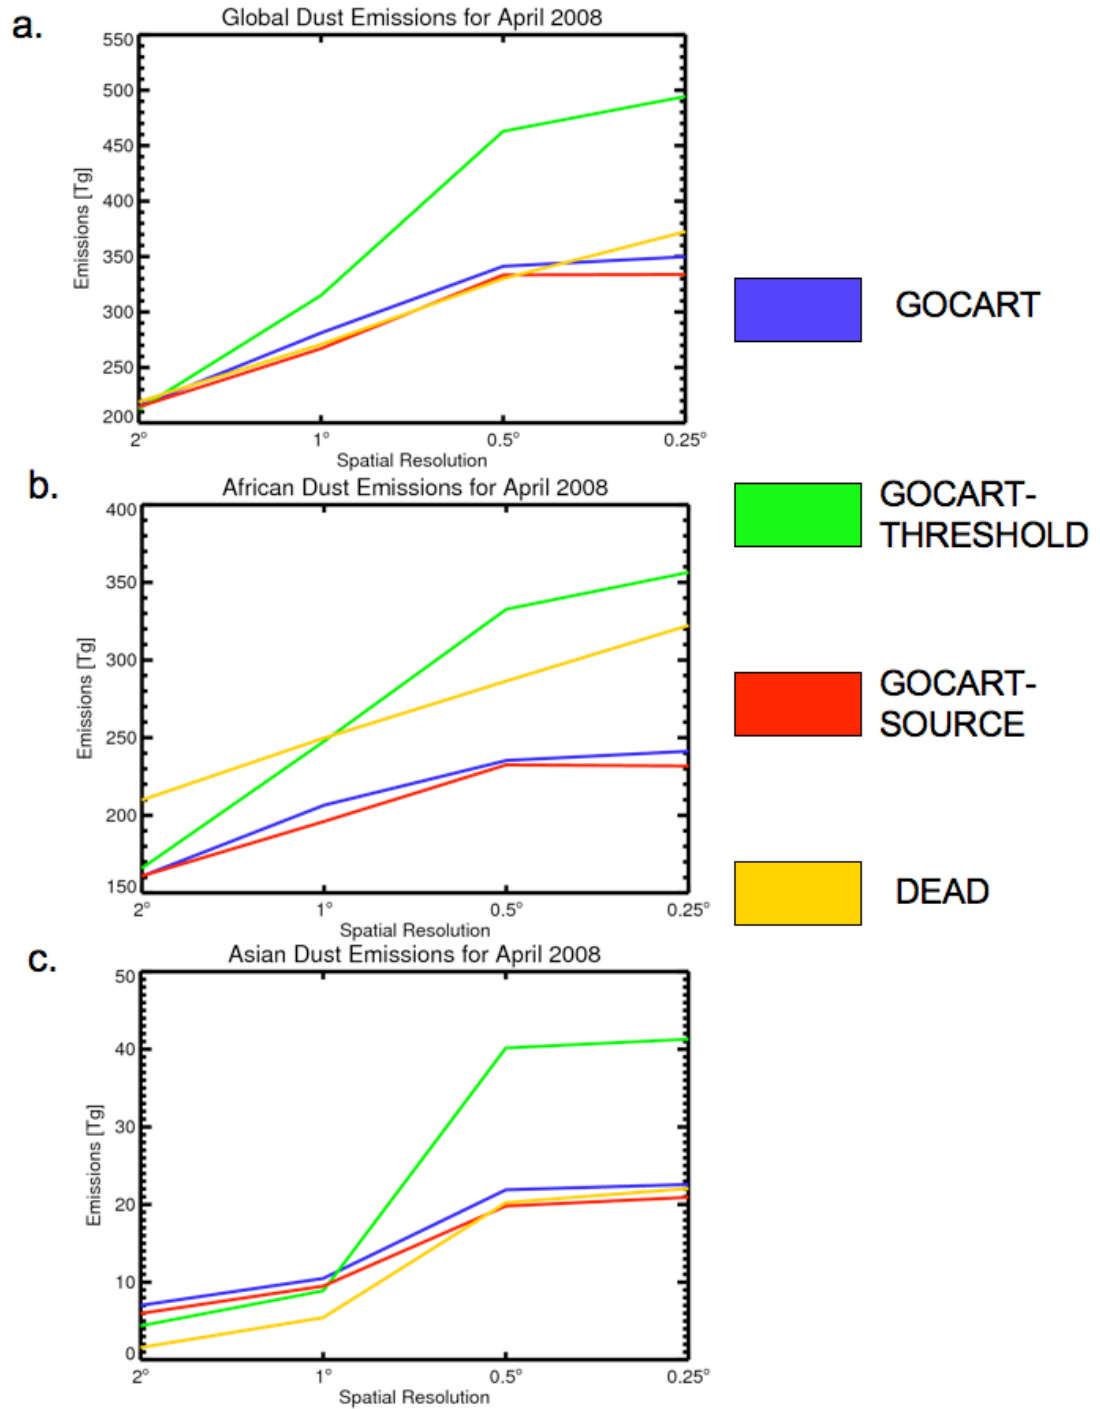 a.
Global Dust Emissions for April 2008
550
500
450
400
350
300
250
200
Emissions [Tg]
2° 1° 0.5° 0.25°
Spatial Resolution
b.
African Dust Emissions for April 2008
400
350
300
250
200
150
Emissions [Tg]
2° 1° 0.5° 0.25°
Spatial Resolution
c.
Asian Dust Emissions for April 2008
50
40
30
20
10
0
Emissions [Tg]
2° 1° 0.5° 0.25°
Spatial Resolution
GOCART
GOCART-
THRESHOLD
GOCART-
SOURCE
DEAD